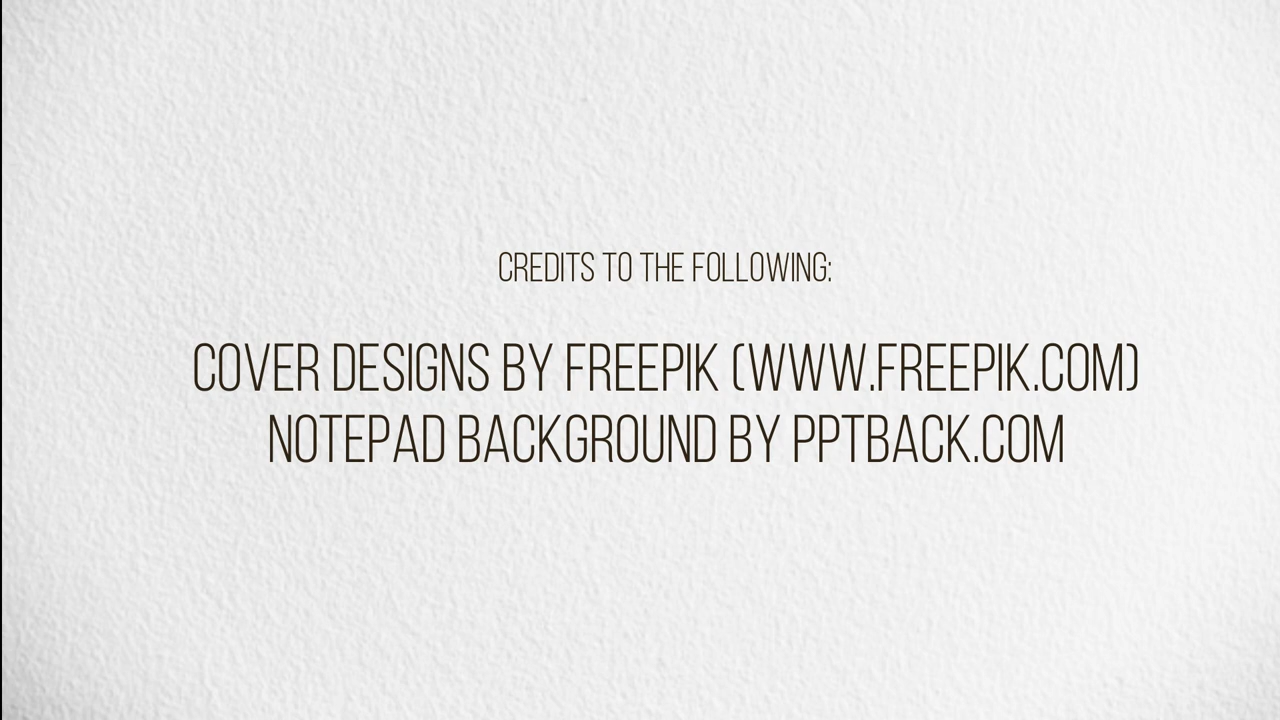 CREDITS TO THE FOLLOWING:
COVER DESIGNS BY FREEPIK (WWW.FREEPIK.COM)
NOTEPAD BACKGROUND BY PPTBACK.COM